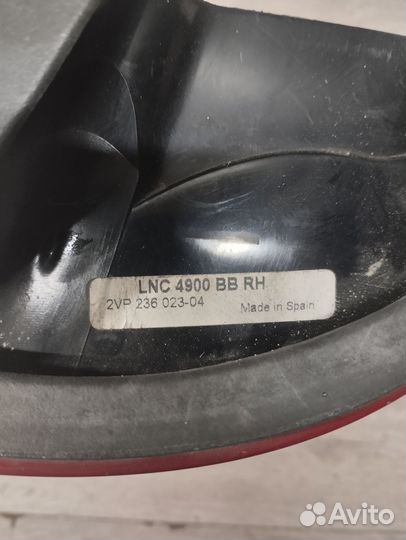 LNC 4900 BB RH
2VP 236 023-04 Made in Spain
Avito